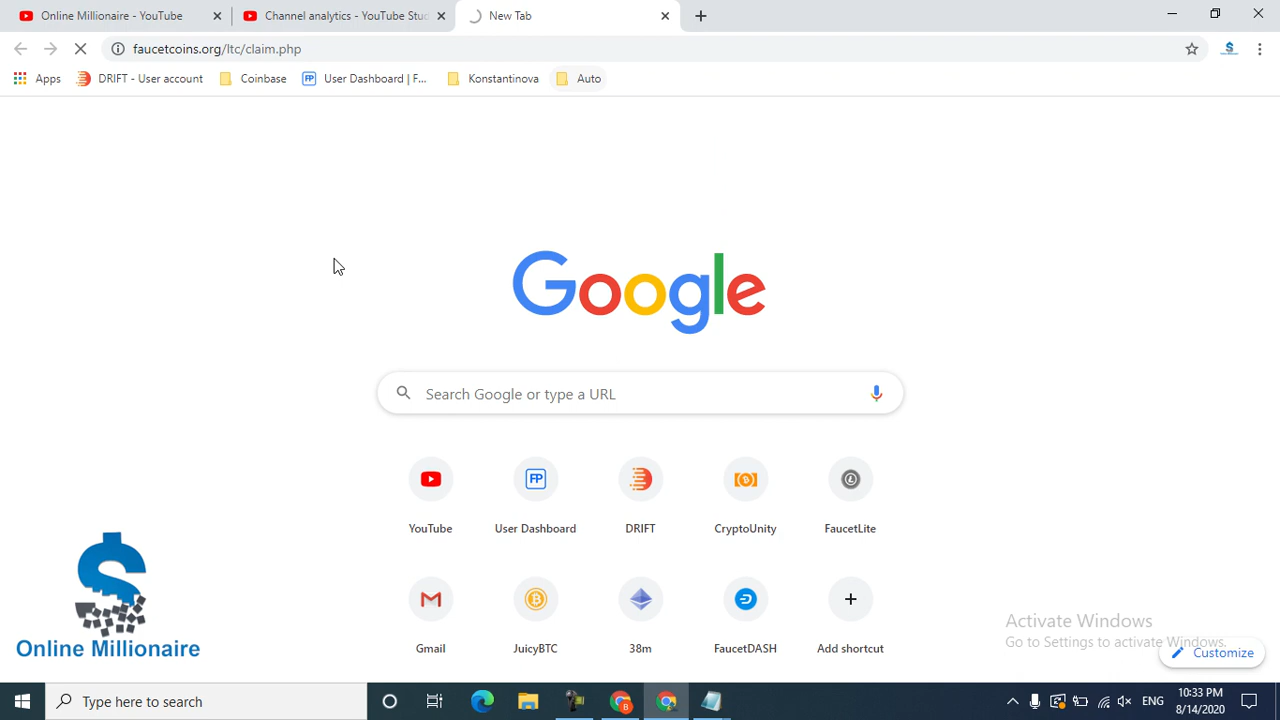 Online Millionaire - YouTube
Channel analytics - YouTube Stu
New Tab
faucetcoins.org/ltc/claim.php
Apps
DRIFT - User account
Coinbase
FP User Dashboard | F...
Konstantinova
Auto
Google
Search Google or type a URL
FP
YouTube
User Dashboard
DRIFT
CryptoUnity
FaucetLite
Gmail
JuicyBTC
38m
FaucetDASH
Add shortcut
Online Millionaire
Activate Windows
Go to Settings to activate Windows.
Customize
Type here to search
ENG
10:33 PM
8/14/2020